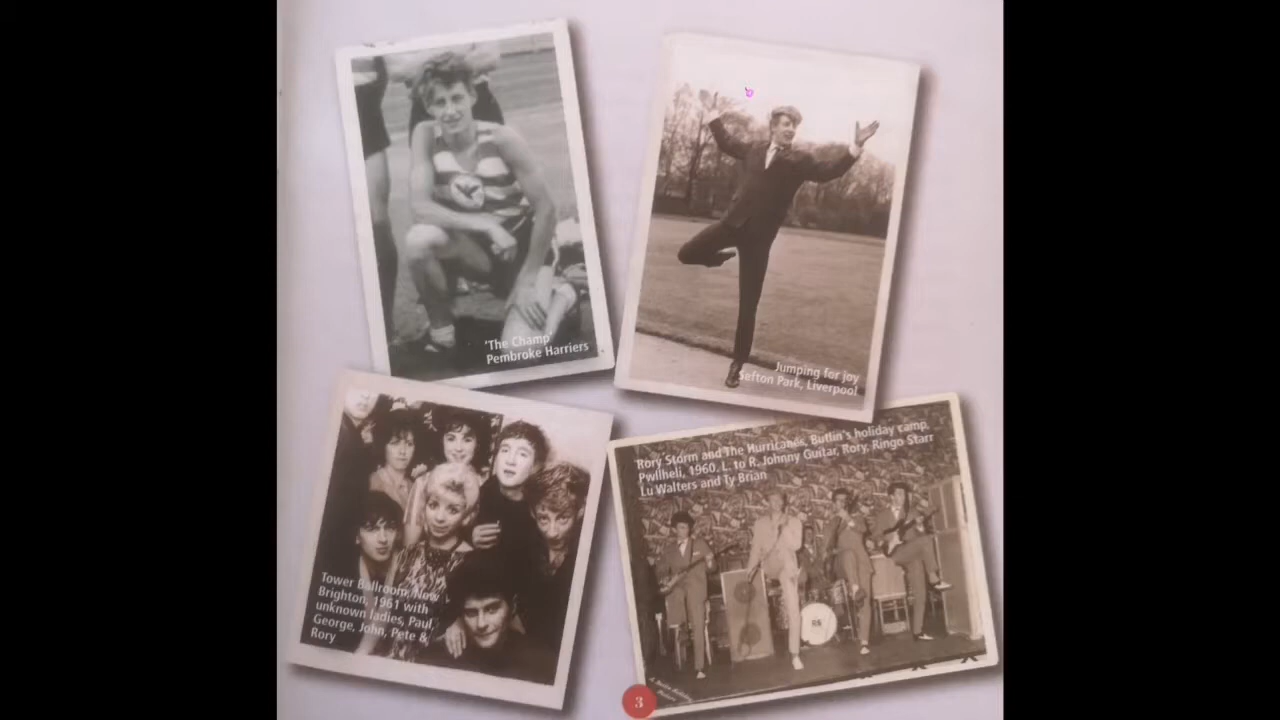 'The Champ'
Pembroke Harriers
Jumping for joy
Sefton Park, Liverpool
Rory Storm and The Hurricanes, Butlin's holiday camp,
Pwllheli, 1960. L. to R. Johnny Guitar, Rory, Ringo Starr
Lu Walters and Ty Brian
Tower Ballroom, New
Brighton, 1961 with
unknown ladies, Paul,
George, John, Pete &
Rory
RS
3